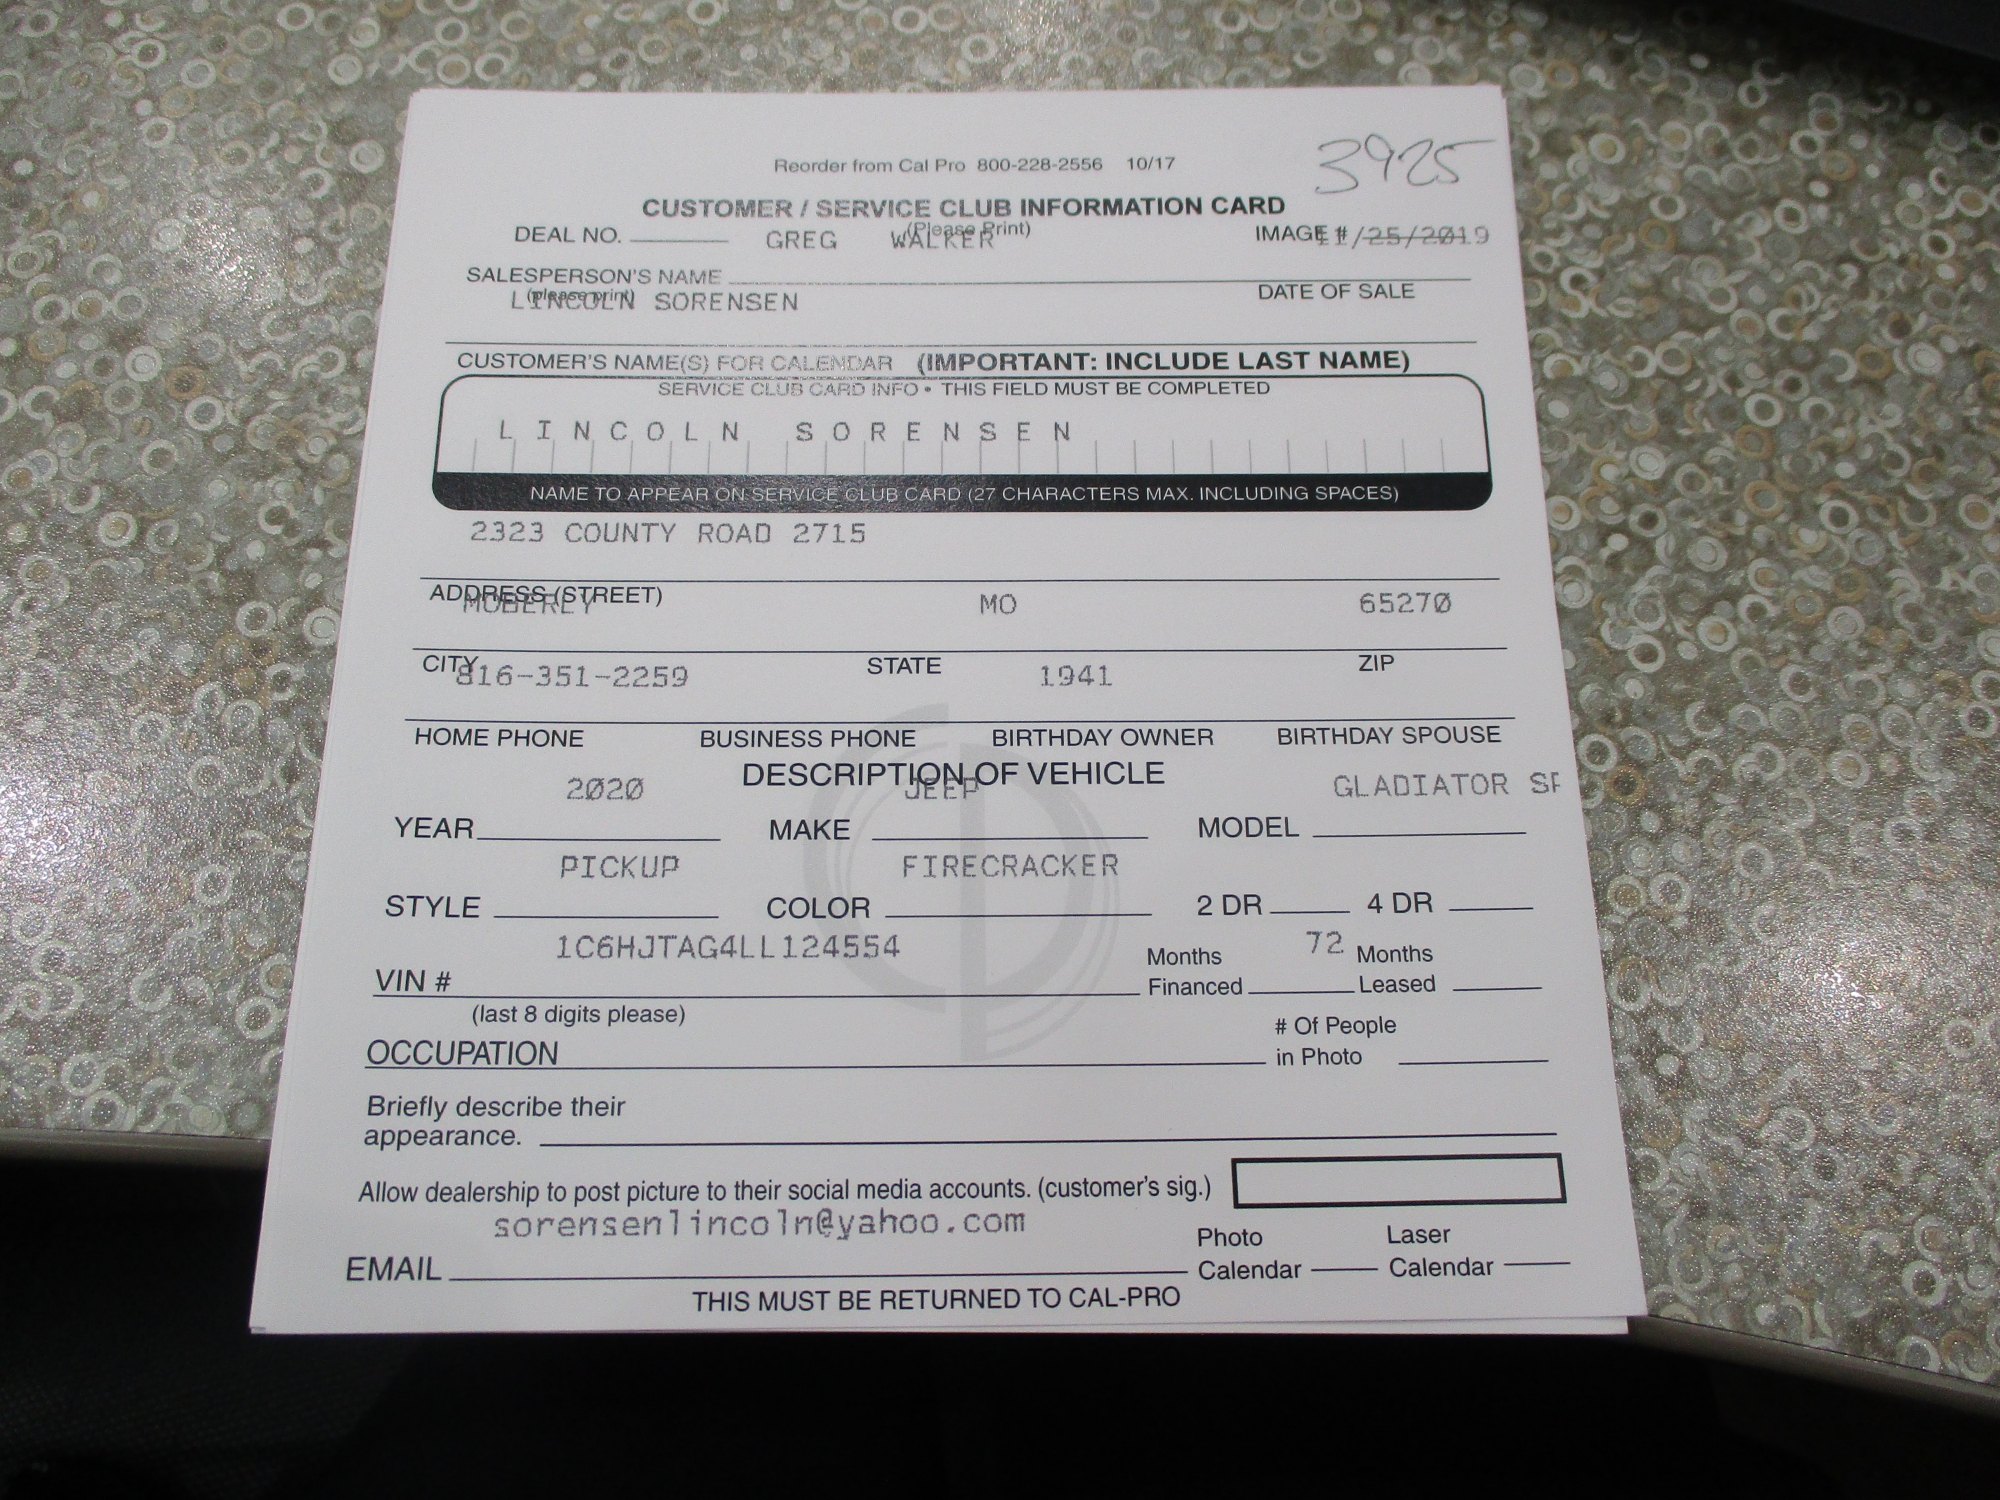 3925
Reorder from Cal Pro 800-228-2556 10/17
CUSTOMER / SERVICE CLUB INFORMATION CARD
(Please Print)
DEAL NO. GREG WALKER IMAGE # 11/25/2019
SALESPERSON'S NAME DATE OF SALE
(please print)
LINCOLN SORENSEN
CUSTOMER'S NAME(S) FOR CALENDAR (IMPORTANT: INCLUDE LAST NAME)
SERVICE CLUB CARD INFO • THIS FIELD MUST BE COMPLETED
LINCOLN SORENSEN
NAME TO APPEAR ON SERVICE CLUB CARD (27 CHARACTERS MAX. INCLUDING SPACES)
2323 COUNTY ROAD 2715
ADDRESS (STREET)
MOBERLY MO 65270
CITY STATE ZIP
816-351-2259 1941
HOME PHONE BUSINESS PHONE BIRTHDAY OWNER BIRTHDAY SPOUSE
DESCRIPTION OF VEHICLE
2020 JEEP GLADIATOR SP
YEAR MAKE MODEL
PICKUP FIRECRACKER
STYLE COLOR 2 DR 4 DR
1C6HJTAG4LL124554 72
VIN # Months Financed Months Leased
(last 8 digits please)
OCCUPATION # Of People in Photo
Briefly describe their
appearance.
Allow dealership to post picture to their social media accounts. (customer's sig.)
sorensenlincoln@yahoo.com
EMAIL Photo Calendar Laser Calendar
THIS MUST BE RETURNED TO CAL-PRO